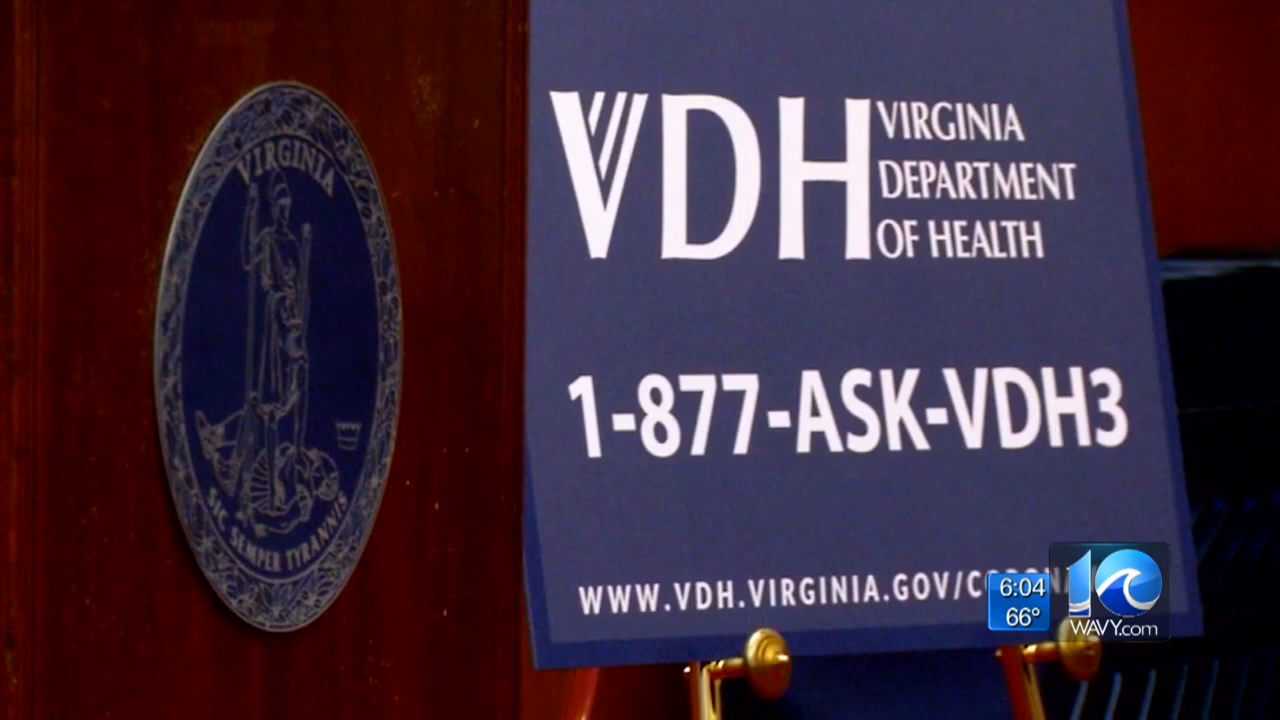 VIRGINIA
SIC SEMPER TYRANNIS
VDH
VIRGINIA
DEPARTMENT
OF HEALTH
1-877-ASK-VDH3
WWW.VDH.VIRGINIA.GOV/
6:04
66°
10
WAVY.com